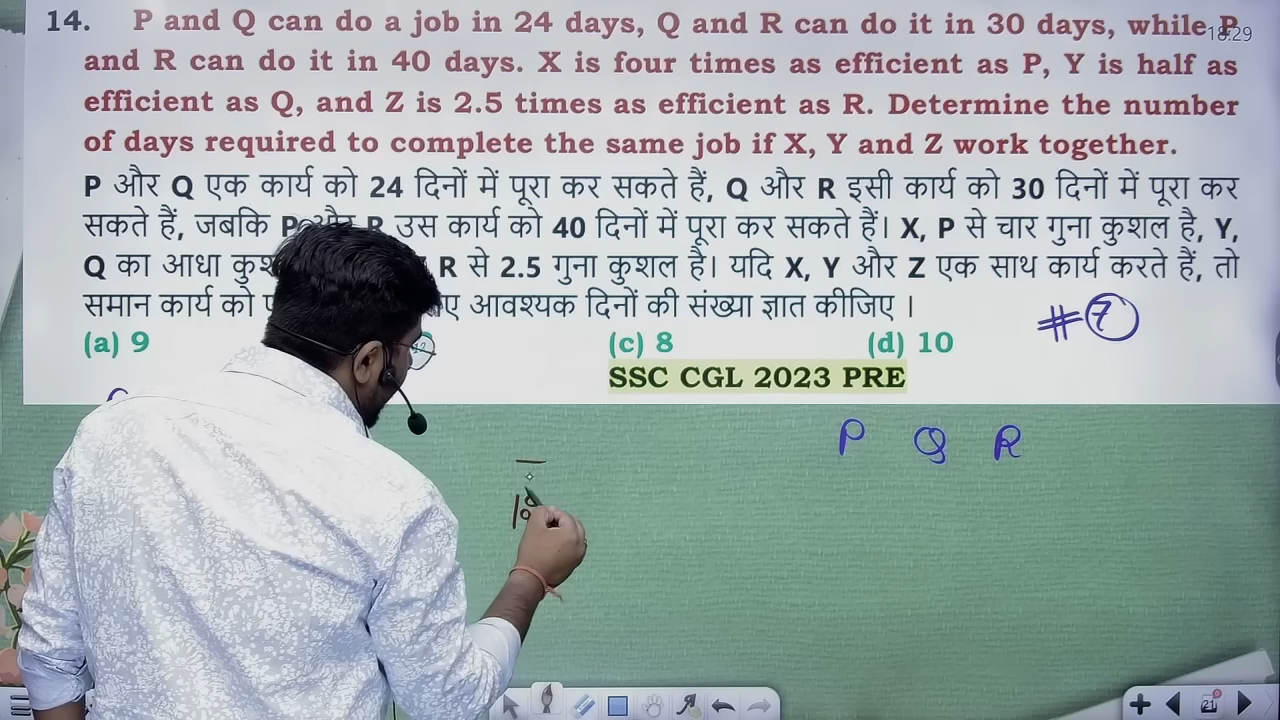 14. P and Q can do a job in 24 days, Q and R can do it in 30 days, while P
18:29
and R can do it in 40 days. X is four times as efficient as P, Y is half as
efficient as Q, and Z is 2.5 times as efficient as R. Determine the number
of days required to complete the same job if X, Y and Z work together.
P और Q एक कार्य को 24 दिनों में पूरा कर सकते हैं, Q और R इसी कार्य को 30 दिनों में पूरा कर
सकते हैं, जबकि P और R उस कार्य को 40 दिनों में पूरा कर सकते हैं। X, P से चार गुना कुशल है, Y,
Q का आधा R से 2.5 गुना कुशल है। यदि X, Y और Z एक साथ कार्य करते हैं, तो
समान कार्य को आवश्यक दिनों की संख्या ज्ञात कीजिए ।
#7
(a) 9 (c) 8 (d) 10
SSC CGL 2023 PRE
P Q R
21